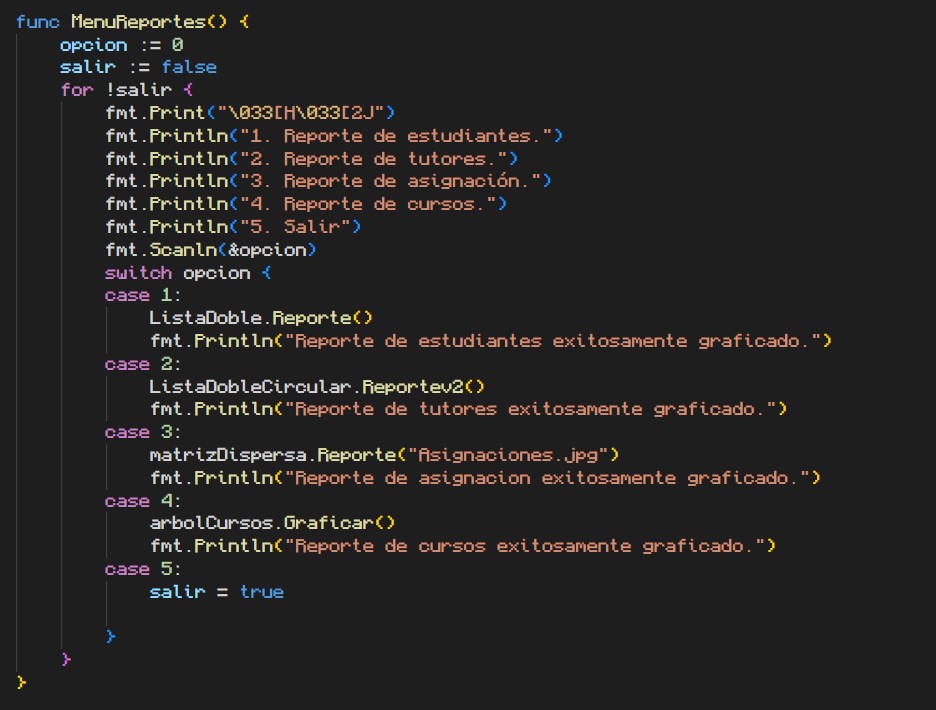 func MenuReportes() {
    opcion := 0
    salir := false
    for !salir {
        fmt.Print("\033[H\033[2J")
        fmt.Println("1. Reporte de estudiantes.")
        fmt.Println("2. Reporte de tutores.")
        fmt.Println("3. Reporte de asignación.")
        fmt.Println("4. Reporte de cursos.")
        fmt.Println("5. Salir")
        fmt.Scanln(&opcion)
        switch opcion {
        case 1:
            ListaDoble.Reporte()
            fmt.Println("Reporte de estudiantes exitosamente graficado.")
        case 2:
            ListaDobleCircular.Reportev2()
            fmt.Println("Reporte de tutores exitosamente graficado.")
        case 3:
            matrizDispersa.Reporte("Asignaciones.jpg")
            fmt.Println("Reporte de asignacion exitosamente graficado.")
        case 4:
            arbolCursos.Graficar()
            fmt.Println("Reporte de cursos exitosamente graficado.")
        case 5:
            salir = true

        }
    }
}